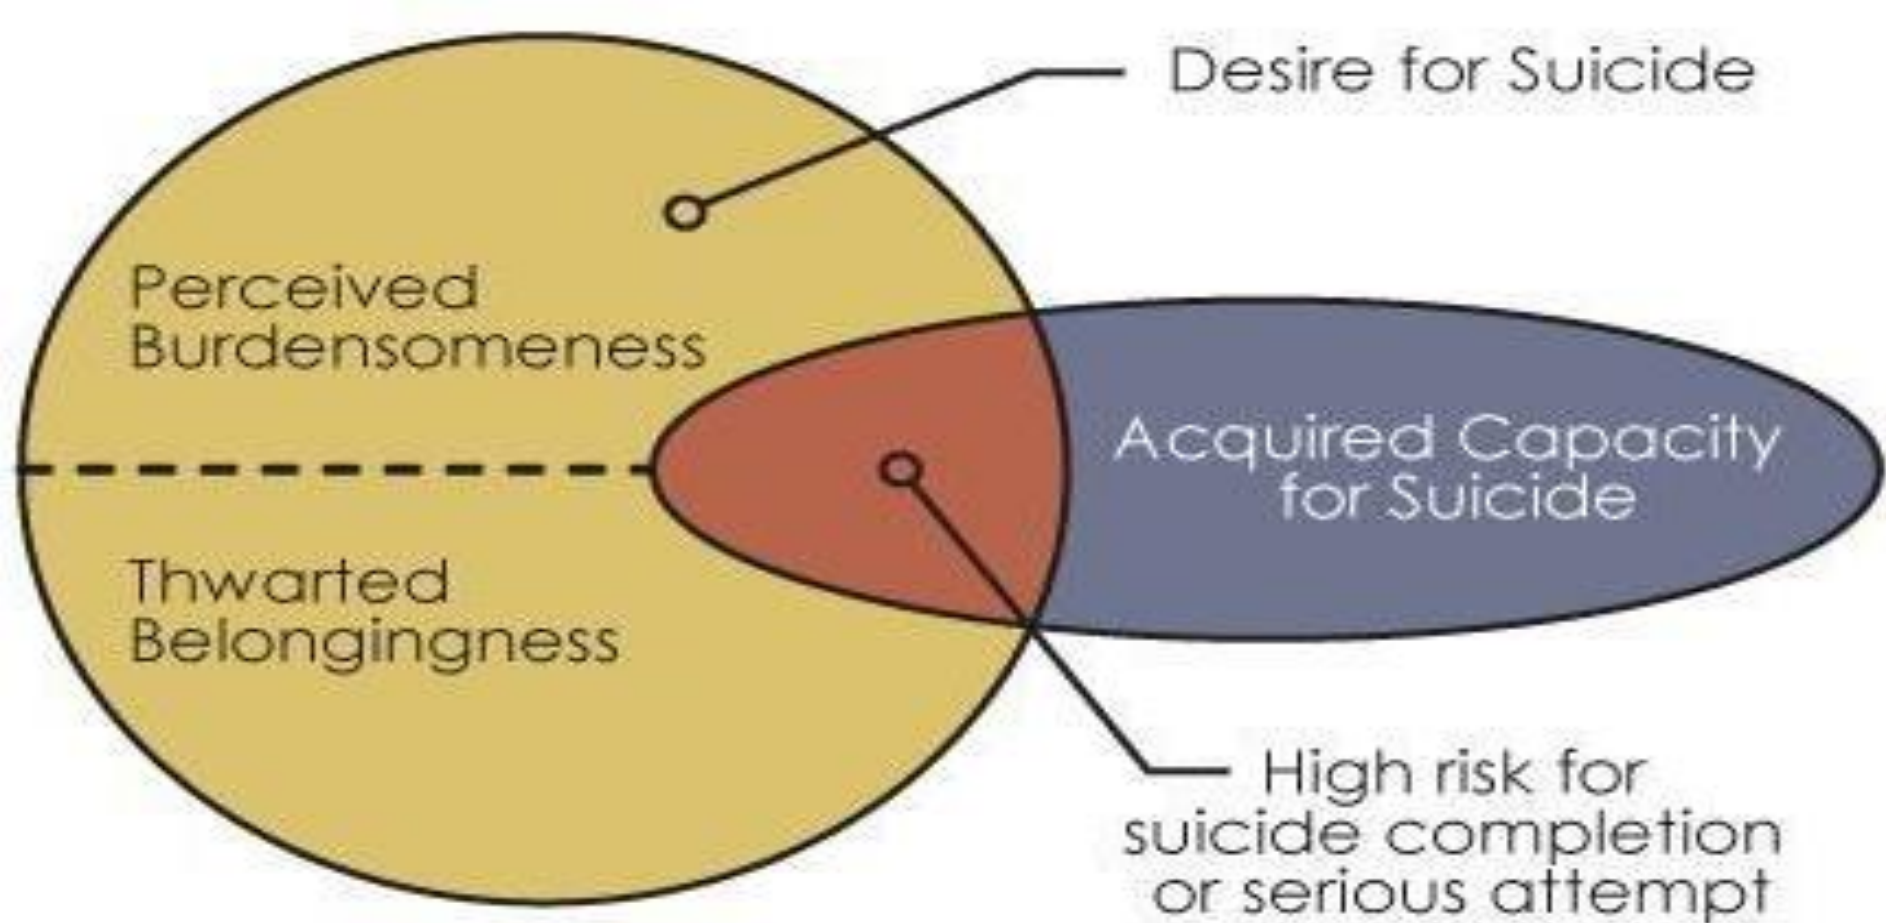 Desire for Suicide
Perceived
Burdensomeness
Acquired Capacity
for Suicide
Thwarted
Belongingness
High risk for
suicide completion
or serious attempt